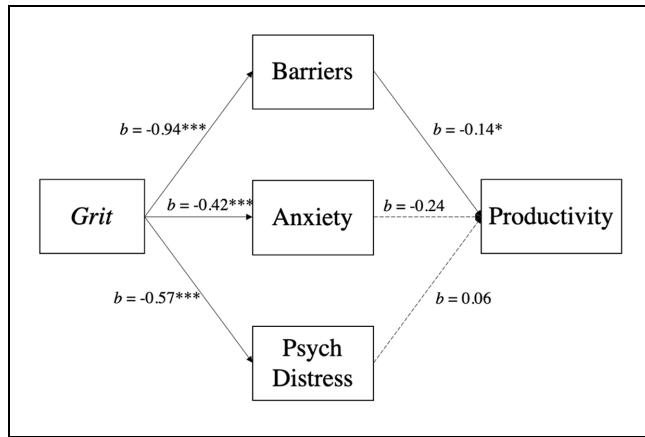 Barriers
b = -0.94***
b = -0.14*
Grit
b = -0.42***
Anxiety
b = -0.24
Productivity
b = -0.57***
b = 0.06
Psych
Distress